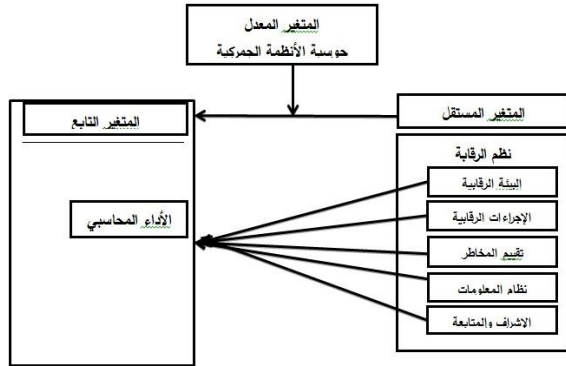 المتغير المعدل
حوسبة الأنظمة الجمركية
المتغير المستقل
المتغير التابع
نظم الرقابة
البيئة الرقابية
الإجراءات الرقابية
تقييم المخاطر
نظام المعلومات
الاشراف والمتابعة
الأداء المحاسبي